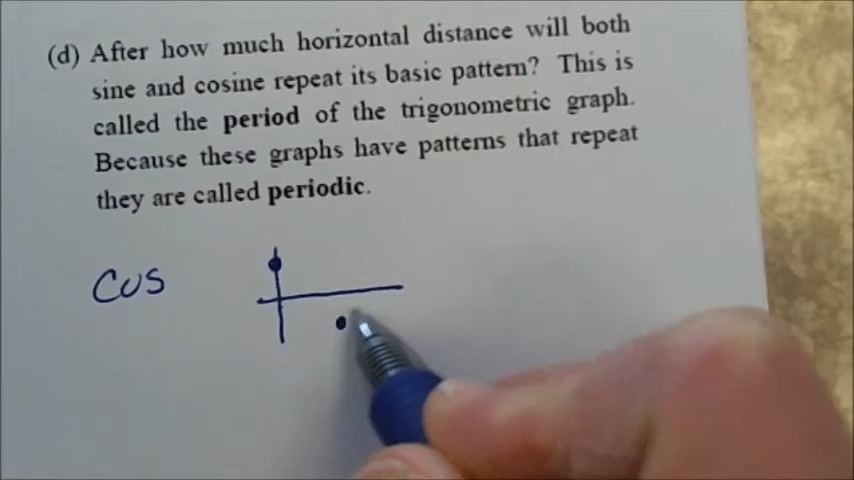 (d) After how much horizontal distance will both
sine and cosine repeat its basic pattern? This is
called the period of the trigonometric graph.
Because these graphs have patterns that repeat
they are called periodic.
Cos